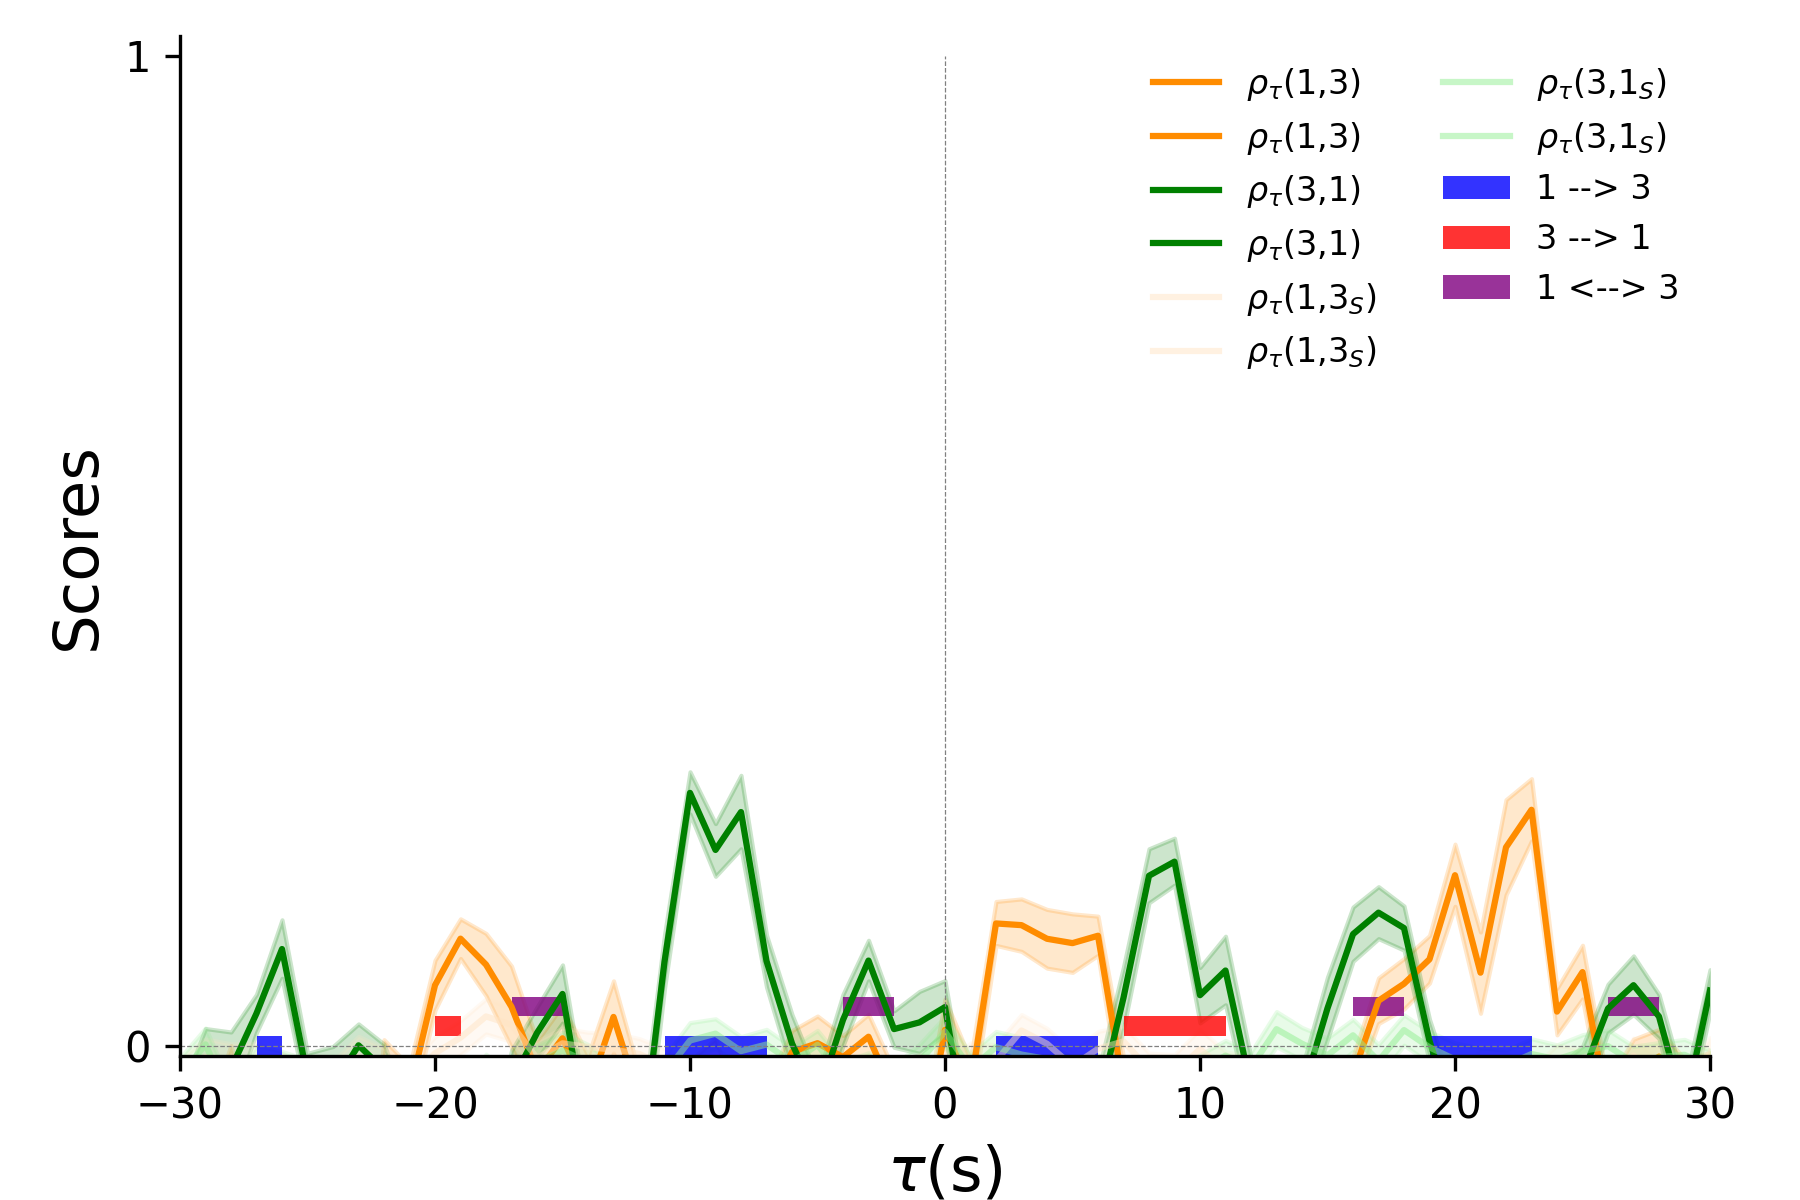 1
ρτ(1,3)
ρτ(1,3)
ρτ(3,1)
ρτ(3,1)
ρτ(1,3S)
ρτ(1,3S)
ρτ(3,1S)
ρτ(3,1S)
1 --> 3
3 --> 1
1 <--> 3
Scores
0
−30 −20 −10 0 10 20 30
τ(s)